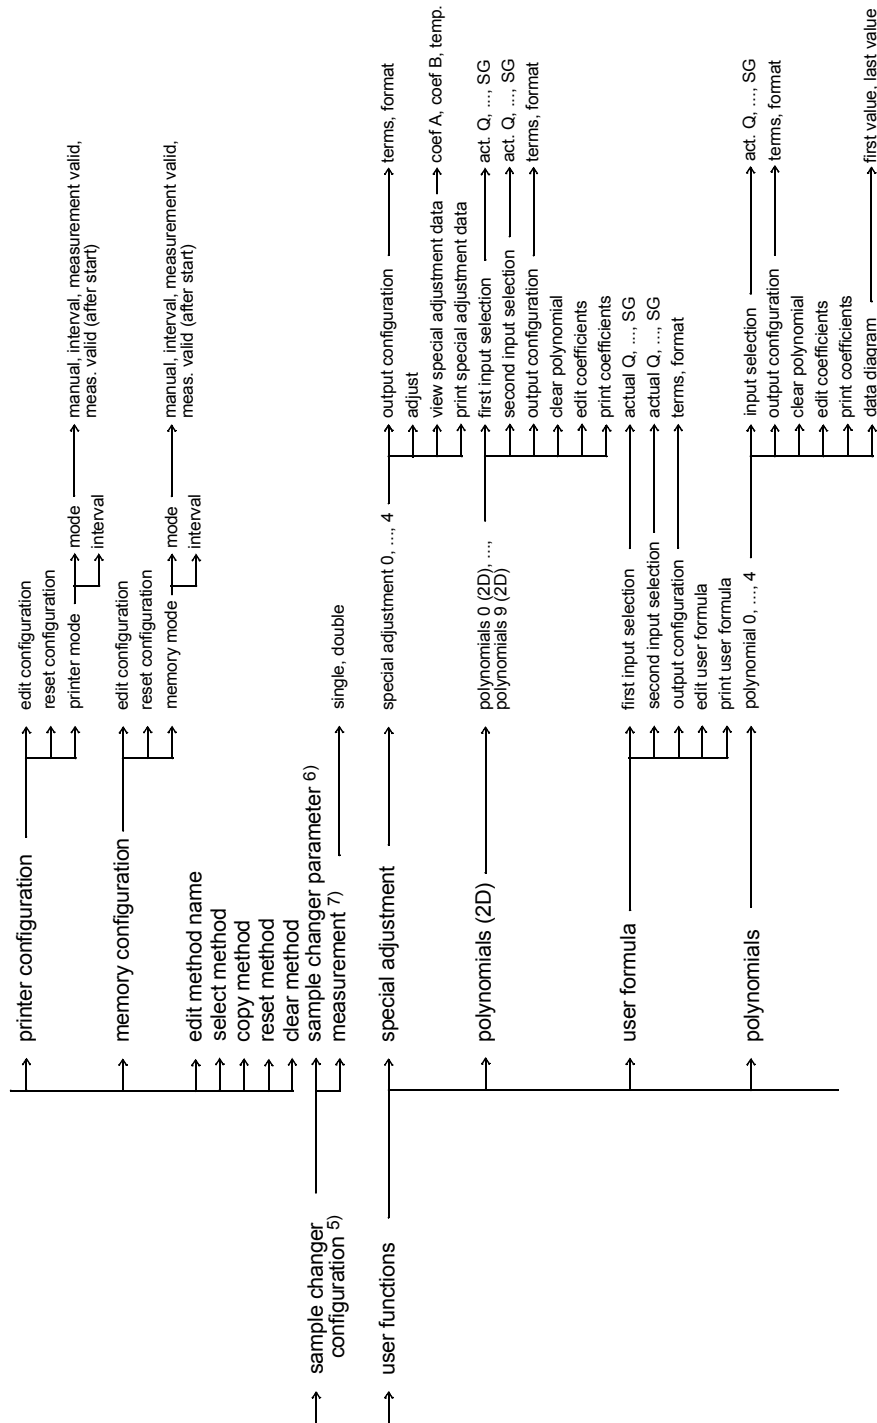 printer configuration
edit configuration
reset configuration
printer mode
mode
manual, interval, measurement valid,
meas. valid (after start)
interval
memory configuration
edit configuration
reset configuration
memory mode
mode
manual, interval, measurement valid,
meas. valid (after start)
interval
edit method name
select method
copy method
reset method
clear method
sample changer
configuration 5)
sample changer parameter 6)
measurement 7)
single, double
user functions
special adjustment
special adjustment 0, ..., 4
output configuration
terms, format
adjust
view special adjustment data
coef A, coef B, temp.
print special adjustment data
polynomials (2D)
polynomials 0 (2D), ...,
polynomials 9 (2D)
first input selection
act. Q, ..., SG
second input selection
act. Q, ..., SG
output configuration
terms, format
clear polynomial
edit coefficients
print coefficients
user formula
first input selection
actual Q, ..., SG
second input selection
actual Q, ..., SG
output configuration
terms, format
edit user formula
print user formula
polynomials
polynomial 0, ..., 4
input selection
act. Q, ..., SG
output configuration
terms, format
clear polynomial
edit coefficients
print coefficients
data diagram
first value, last value